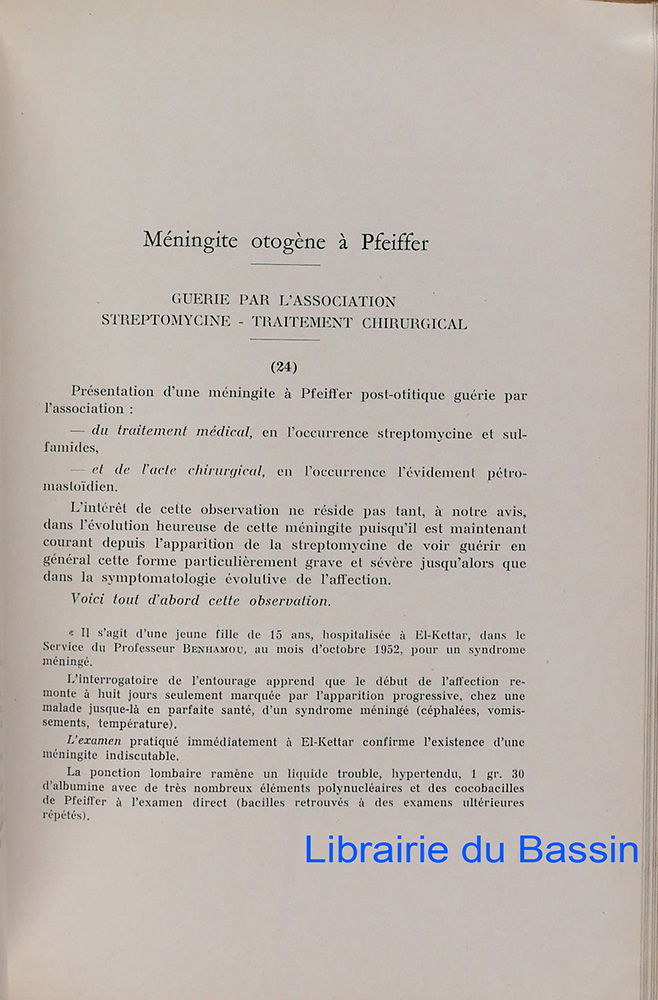 Méningite otogène à Pfeiffer
GUERIE PAR L'ASSOCIATION
STREPTOMYCINE - TRAITEMENT CHIRURGICAL
(24)
Présentation d'une méningite à Pfeiffer post-otitique guérie par
l'association :
— du traitement médical, en l'occurrence streptomycine et sul-
famides,
— et de l'acte chirurgical, en l'occurrence l'évidement pétro-
mastoïdien.
L'intérêt de cette observation ne réside pas tant, à notre avis,
dans l'évolution heureuse de cette méningite puisqu'il est maintenant
courant depuis l'apparition de la streptomycine de voir guérir en
général cette forme particulièrement grave et sévère jusqu'alors que
dans la symptomatologie évolutive de l'affection.
Voici tout d'abord cette observation.
« Il s'agit d'une jeune fille de 15 ans, hospitalisée à El-Kettar, dans le
Service du Professeur BENHAMOU, au mois d'octobre 1952, pour un syndrome
méningé.
L'interrogatoire de l'entourage apprend que le début de l'affection re-
monte à huit jours seulement marquée par l'apparition progressive, chez une
malade jusque-là en parfaite santé, d'un syndrome méningé (céphalées, vomis-
sements, température).
L'examen pratiqué immédiatement à El-Kettar confirme l'existence d'une
méningite indiscutable.
La ponction lombaire ramène un liquide trouble, hypertendu, 1 gr. 30
d'albumine avec de très nombreux éléments polynucléaires et des cocobacilles
de Pfeiffer à l'examen direct (bacilles retrouvés à des examens ultérieures
répétés).
Librairie du Bassin